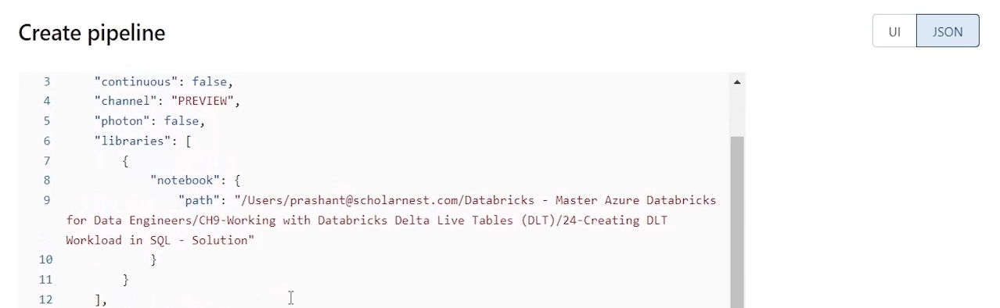 Create pipeline
UI JSON
3 "continuous": false,
4 "channel": "PREVIEW",
5 "photon": false,
6 "libraries": [
7 {
8 "notebook": {
9 "path": "/Users/prashant@scholarnest.com/Databricks - Master Azure Databricks
for Data Engineers/CH9-Working with Databricks Delta Live Tables (DLT)/24-Creating DLT
Workload in SQL - Solution"
10 }
11 }
12 ],